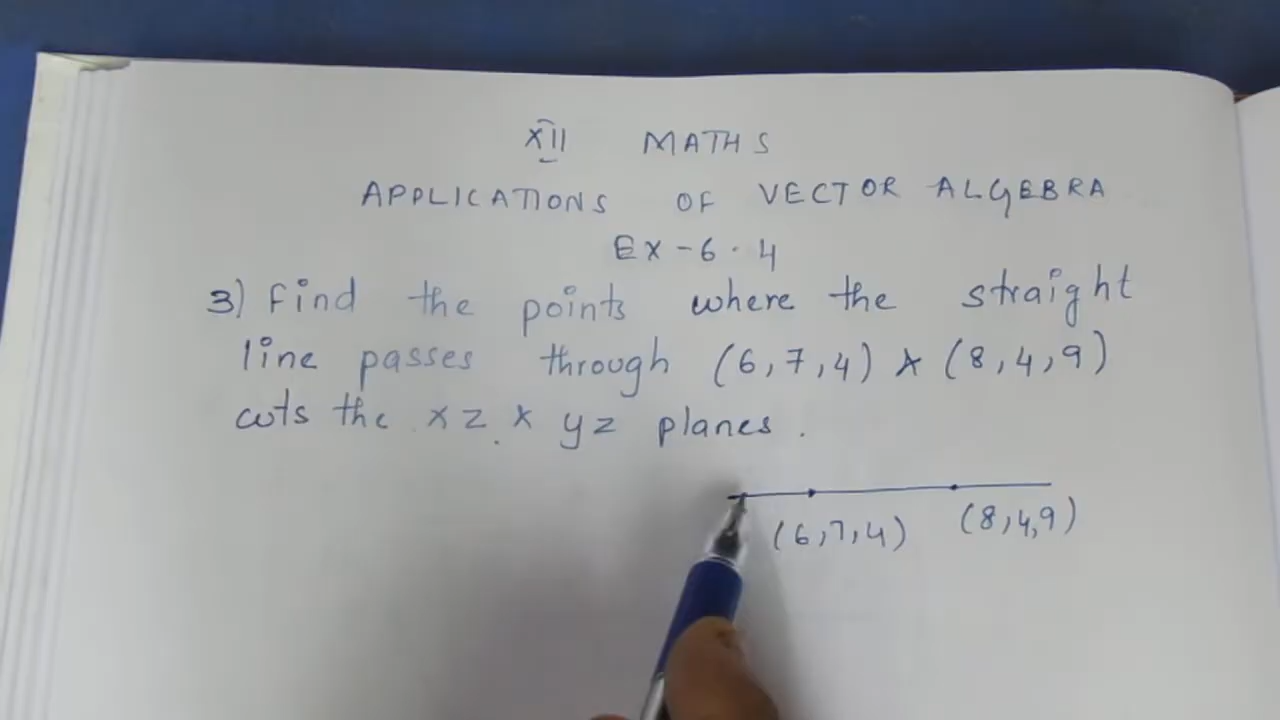 XII MATHS
APPLICATIONS OF VECTOR ALGEBRA
Ex-6.4
3) Find the points where the straight
line passes through (6,7,4) & (8,4,9)
cuts the xz & yz planes.
(6,7,4) (8,4,9)